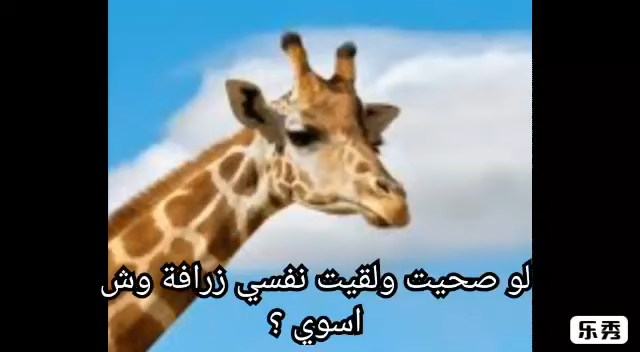 لو صحيت ولقيت نفسي زرافة وش
اسوي ؟
乐秀